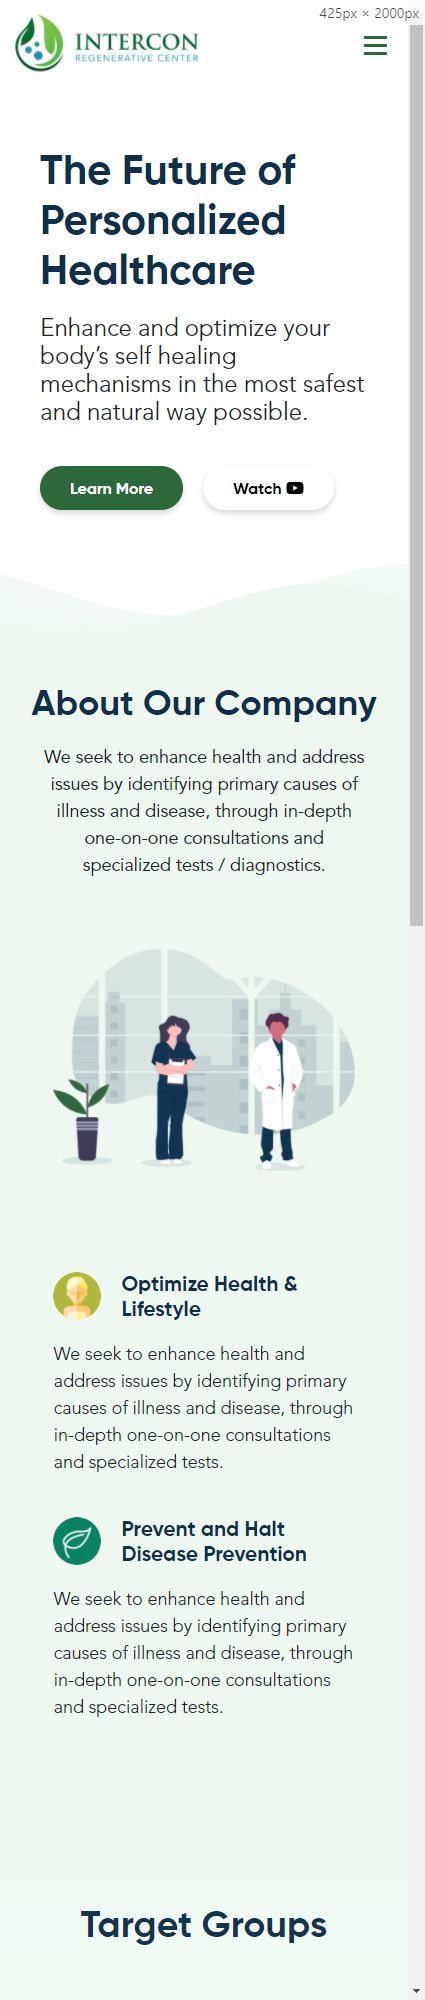 425px × 2000px
INTERCON
REGENERATIVE CENTER
The Future of
Personalized
Healthcare
Enhance and optimize your
body’s self healing
mechanisms in the most safest
and natural way possible.
Learn More
Watch
About Our Company
We seek to enhance health and address
issues by identifying primary causes of
illness and disease, through in-depth
one-on-one consultations and
specialized tests / diagnostics.
Optimize Health &
Lifestyle
We seek to enhance health and
address issues by identifying primary
causes of illness and disease, through
in-depth one-on-one consultations
and specialized tests.
Prevent and Halt
Disease Prevention
We seek to enhance health and
address issues by identifying primary
causes of illness and disease, through
in-depth one-on-one consultations
and specialized tests.
Target Groups